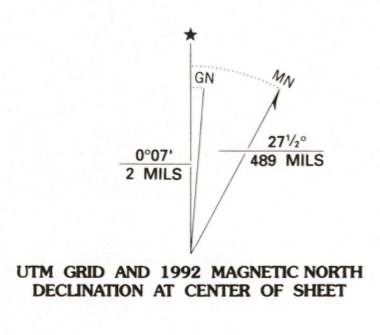 ★
GN
MN
0°07'
2 MILS
27½°
489 MILS
UTM GRID AND 1992 MAGNETIC NORTH
DECLINATION AT CENTER OF SHEET